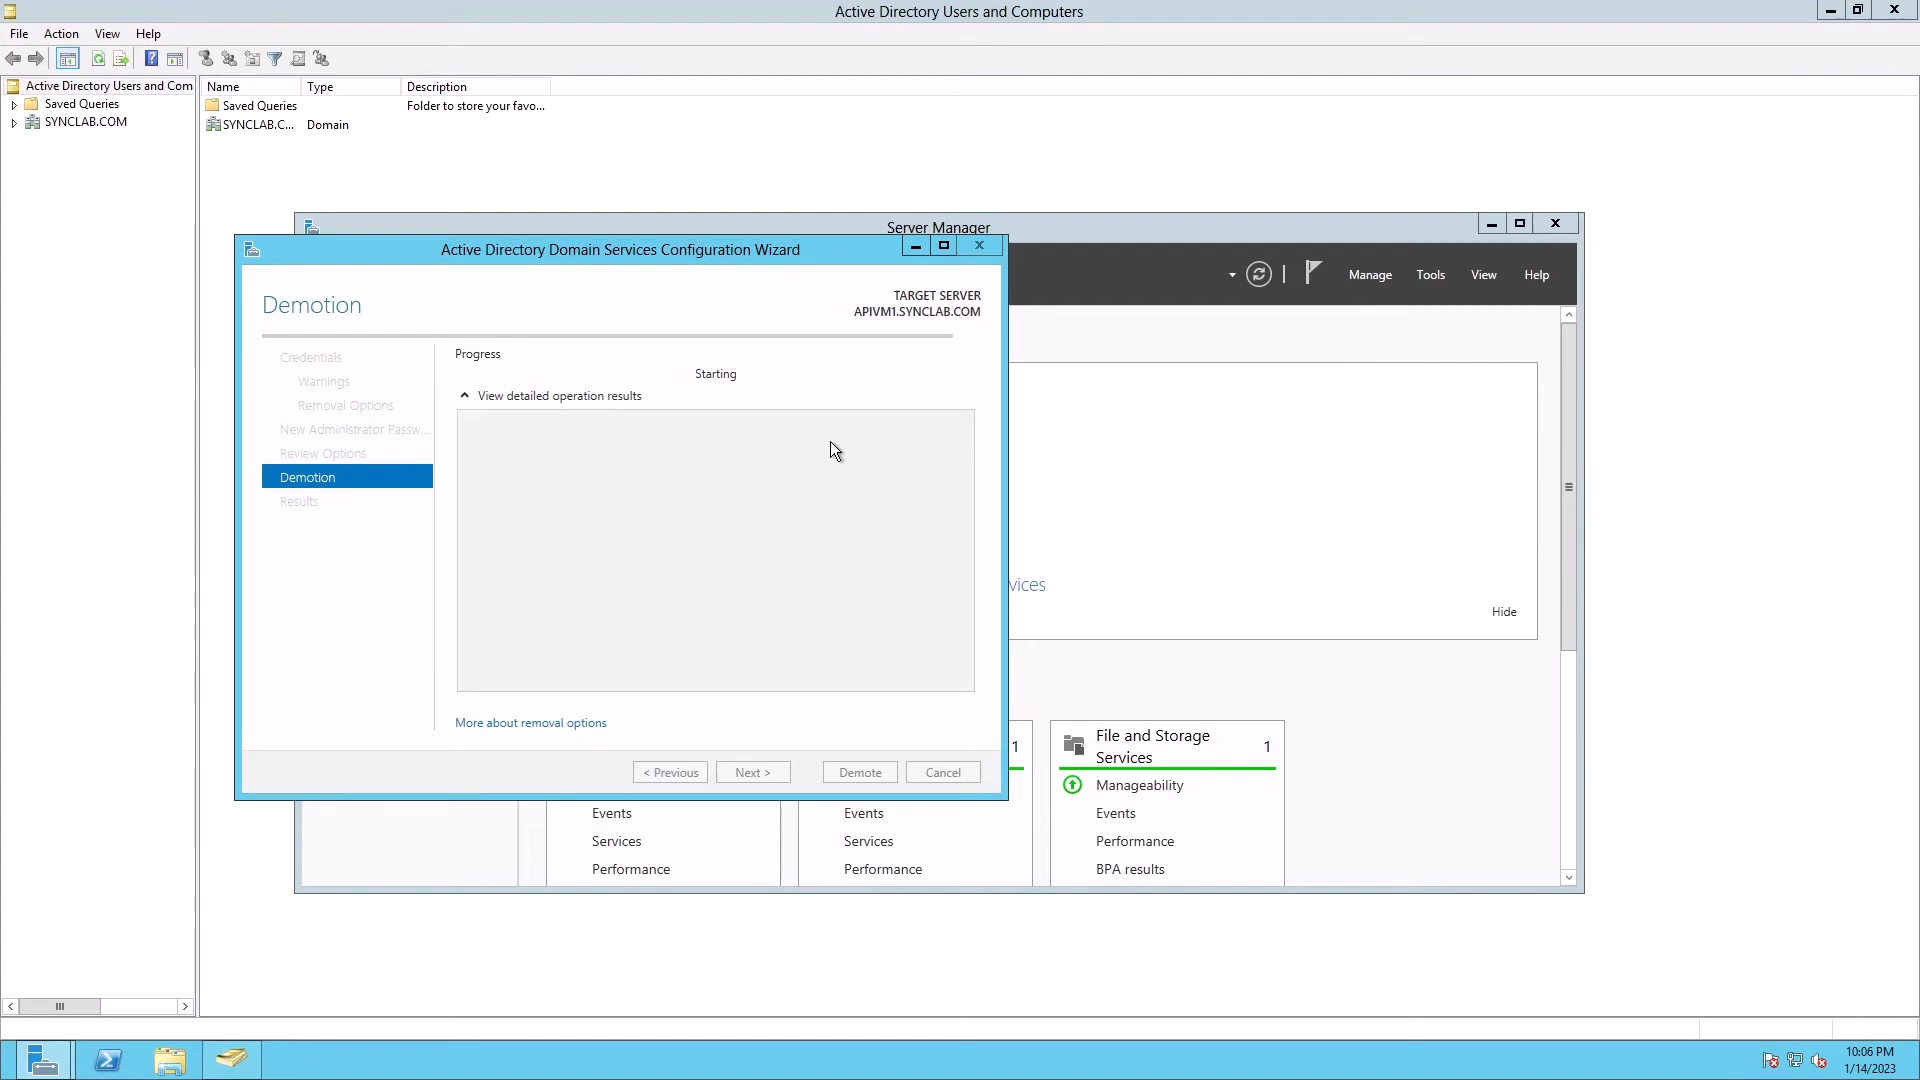 Active Directory Users and Computers
File Action View Help
Active Directory Users and Com
Saved Queries
SYNCLAB.COM
Name Type Description
Saved Queries Folder to store your favo...
SYNCLAB.C... Domain
Server Manager
Manage Tools View Help
Active Directory Domain Services Configuration Wizard
Demotion
TARGET SERVER
APIVM1.SYNCLAB.COM
Credentials
Warnings
Removal Options
New Administrator Passw...
Review Options
Demotion
Results
Progress
Starting
View detailed operation results
More about removal options
< Previous Next > Demote Cancel
vices
Hide
1
File and Storage
Services
1
Manageability
Events
Performance
BPA results
Events
Services
Performance
Events
Services
Performance
10:06 PM
1/14/2023